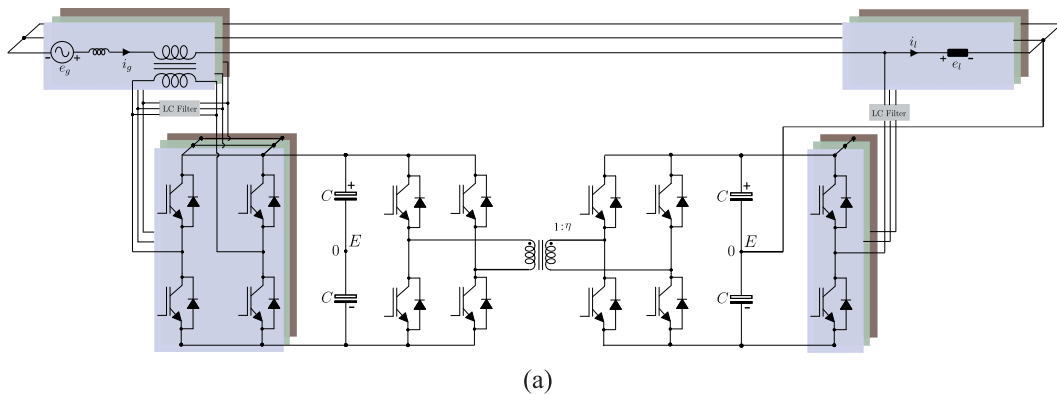 - e_g +
i_g
i_l
+ e_l -
LC Filter
LC Filter
C +
0 E
C -
1:η
C +
0 E
C -
(a)